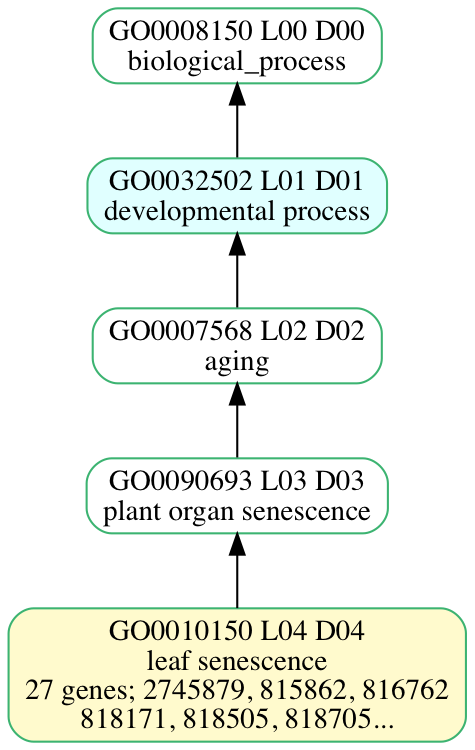 GO0008150 L00 D00
biological_process
GO0032502 L01 D01
developmental process
GO0007568 L02 D02
aging
GO0090693 L03 D03
plant organ senescence
GO0010150 L04 D04
leaf senescence
27 genes; 2745879, 815862, 816762
818171, 818505, 818705...